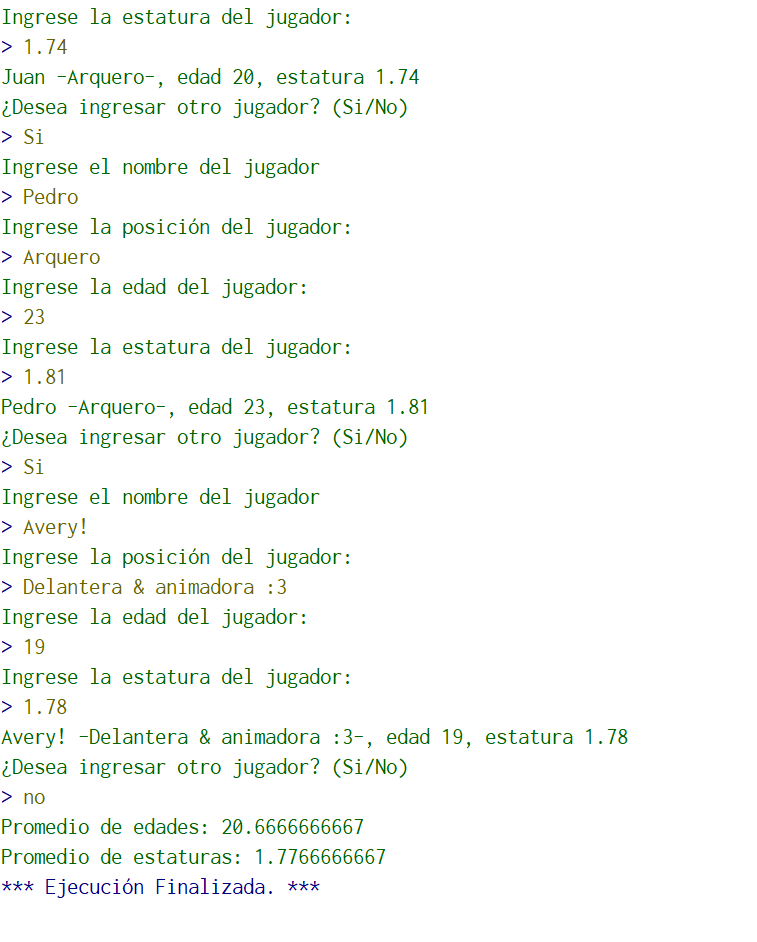 Ingrese la estatura del jugador:
> 1.74
Juan -Arquero-, edad 20, estatura 1.74
¿Desea ingresar otro jugador? (Si/No)
> Si
Ingrese el nombre del jugador
> Pedro
Ingrese la posición del jugador:
> Arquero
Ingrese la edad del jugador:
> 23
Ingrese la estatura del jugador:
> 1.81
Pedro -Arquero-, edad 23, estatura 1.81
¿Desea ingresar otro jugador? (Si/No)
> Si
Ingrese el nombre del jugador
> Avery!
Ingrese la posición del jugador:
> Delantera & animadora :3
Ingrese la edad del jugador:
> 19
Ingrese la estatura del jugador:
> 1.78
Avery! -Delantera & animadora :3-, edad 19, estatura 1.78
¿Desea ingresar otro jugador? (Si/No)
> no
Promedio de edades: 20.6666666667
Promedio de estaturas: 1.7766666667
*** Ejecución Finalizada. ***